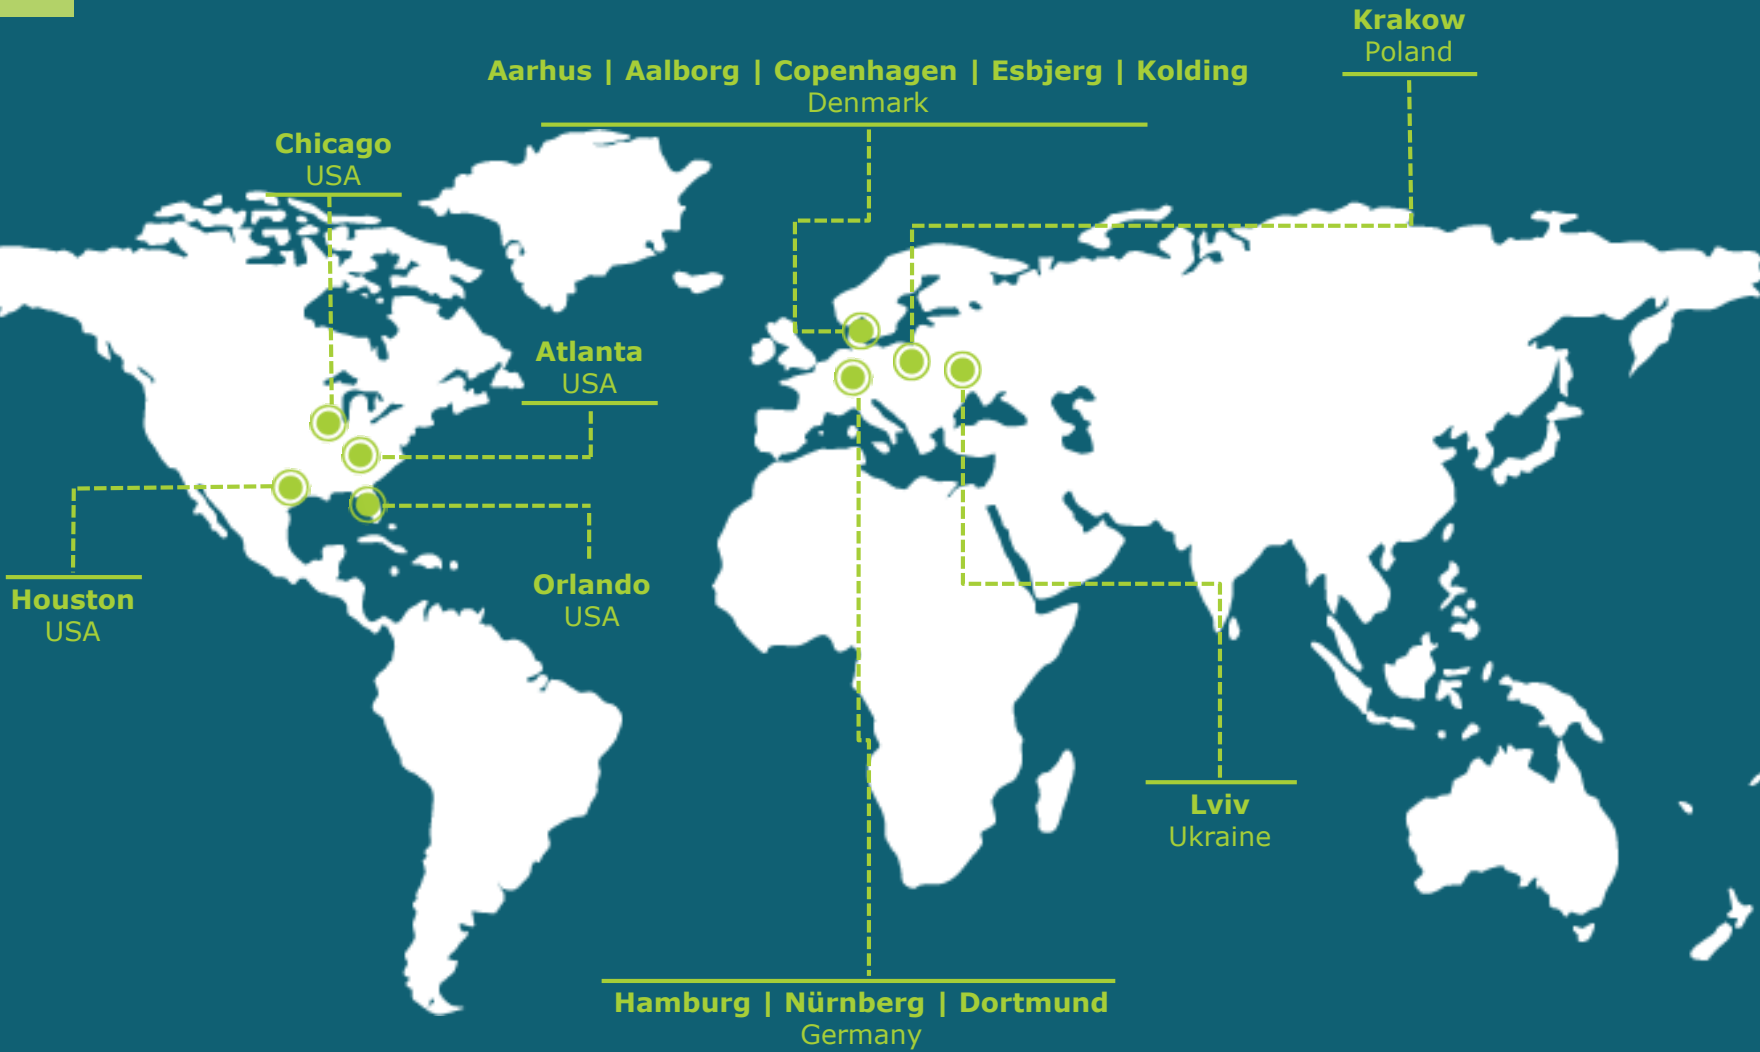 Krakow
Poland
Aarhus | Aalborg | Copenhagen | Esbjerg | Kolding
Denmark
Chicago
USA
Atlanta
USA
Orlando
USA
Houston
USA
Lviv
Ukraine
Hamburg | Nürnberg | Dortmund
Germany